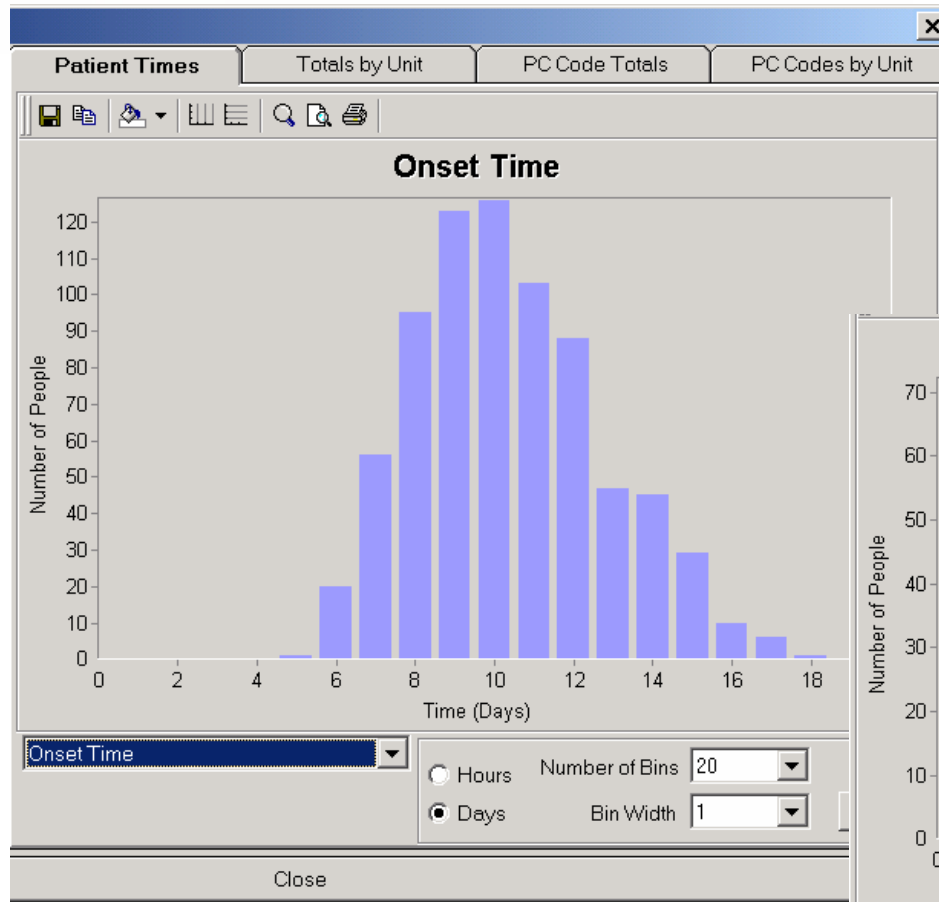 Patient Times
Totals by Unit
PC Code Totals
PC Codes by Unit
Onset Time
120
110
100
90
80
70
60
50
40
30
20
10
0
Number of People
0 2 4 6 8 10 12 14 16 18
Time (Days)
70
60
50
40
30
20
10
0
Number of People
Onset Time
Hours
Number of Bins 20
Days
Bin Width 1
Close